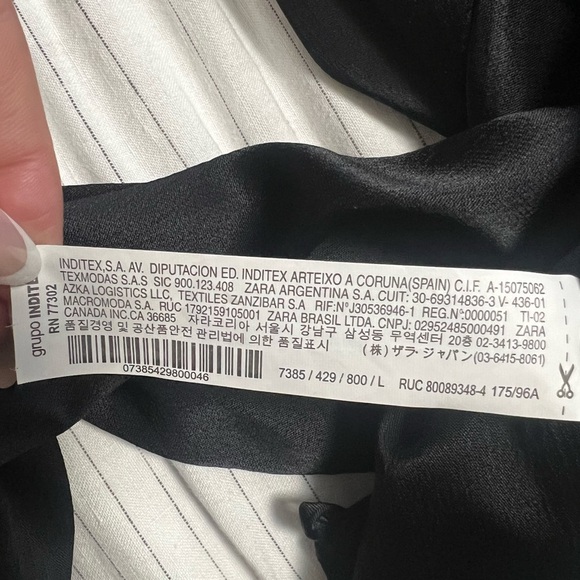 grupo INDITE
RN 77302
INDITEX,S.A. AV. DIPUTACION ED. INDITEX ARTEIXO A CORUNA(SPAIN) C.I.F. A-15075062
TEXMODAS S.A.S SIC 900.123.408 ZARA ARGENTINA S.A. CUIT: 30-69314836-3 V- 436-01
AZKA LOGISTICS LLC, TEXTILES ZANZIBAR S.A RIF:N°J30536946-1 REG.N°:0000051 TI-02
MACROMODA S.A. RUC 1792159105001 ZARA BRASIL LTDA. CNPJ: 02952485000491 ZARA
CANADA INC.CA 36685 자라코리아 서울시 강남구 삼성동 무역센터 20층 02-3413-9800
품질경영 및 공산품안전 관리법에 의한 품질표시 (株) ザラ・ジャパン(03-6415-8061)
07385429800046
7385 / 429 / 800 / L RUC 80089348-4 175/96A